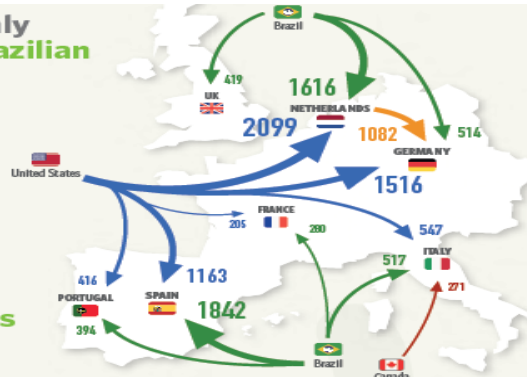 azilian
Brazil
419
1616
UK
NETHERLANDS
2099
1082
514
GERMANY
United States
1516
FRANCE
205
280
547
ITALY
517
416
1163
271
PORTUGAL
SPAIN
1842
394
s
Brazil
Canada